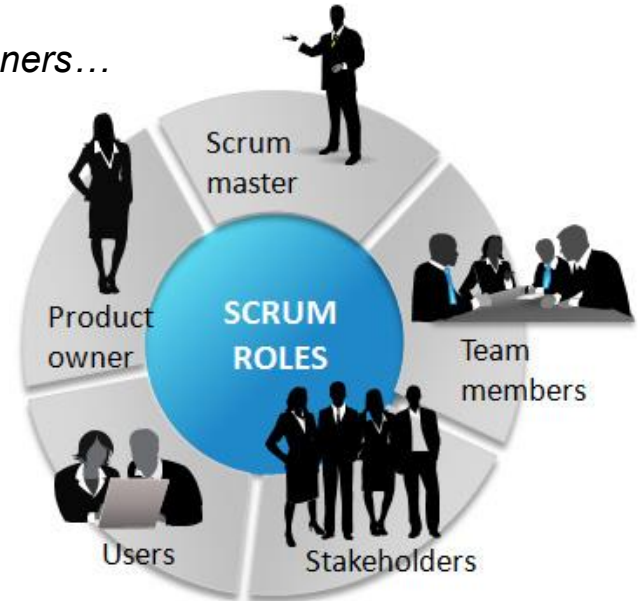 ners…
Scrum
master
Product
owner
SCRUM
ROLES
Team
members
Users
Stakeholders